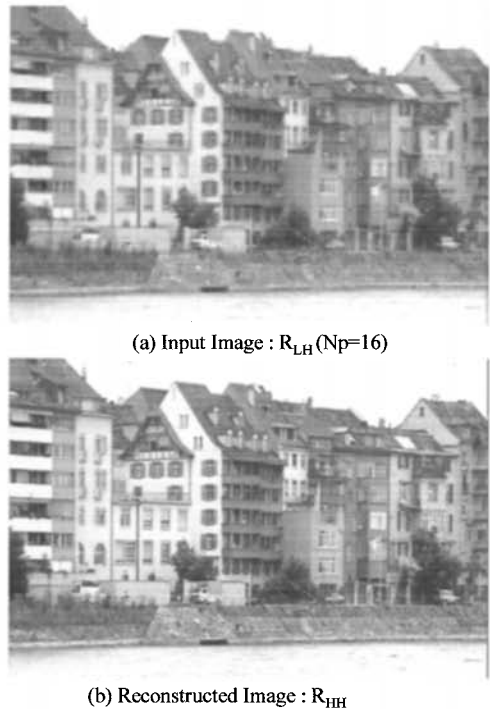 (a) Input Image : R_LH (Np=16)
(b) Reconstructed Image : R_HH